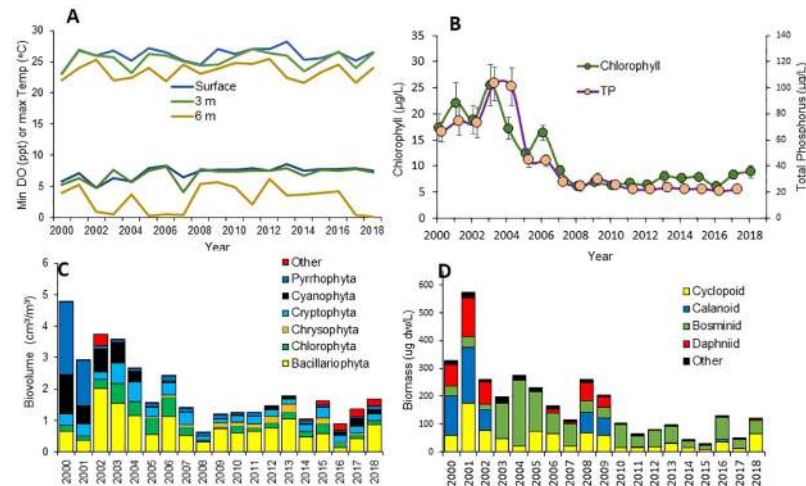 A
Min DO (ppt) or max Temp (ºC)
30
25
20
15
10
5
0
Surface
3 m
6 m
2000 2002 2004 2006 2008 2010 2012 2014 2016 2018
Year
B
Chlorophyll (µg/L)
35
30
25
20
15
10
5
0
Chlorophyll
TP
140
120
100
80
60
40
20
0
Total Phosphorus (µg/L)
2000 2002 2004 2006 2008 2010 2012 2014 2016 2018
Year
C
Biovolume (cm³/m³)
6
5
4
3
2
1
0
Other
Pyrrhophyta
Cyanophyta
Cryptophyta
Chrysophyta
Chlorophyta
Bacillariophyta
2000 2001 2002 2003 2004 2005 2006 2007 2008 2009 2010 2011 2012 2013 2014 2015 2016 2017 2018
D
Biomass (ug dw/L)
600
500
400
300
200
100
0
Cyclopoid
Calanoid
Bosminid
Daphniid
Other
2000 2001 2002 2003 2004 2005 2006 2007 2008 2009 2010 2011 2012 2013 2014 2015 2016 2017 2018